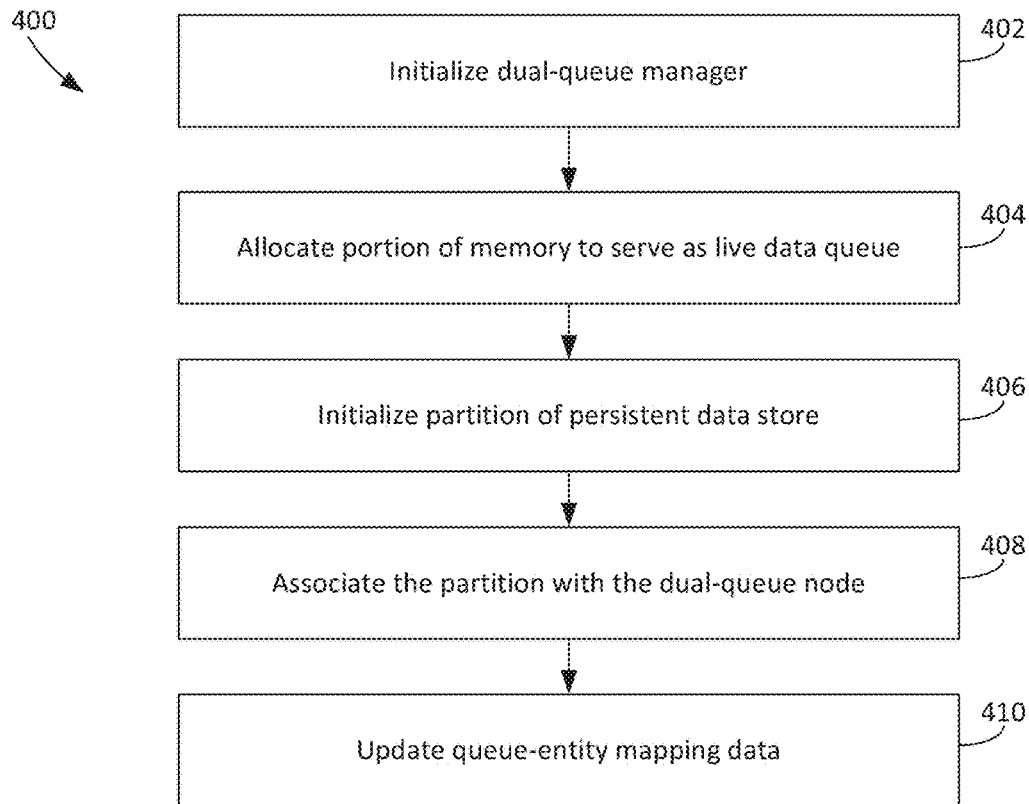 400
402
Initialize dual-queue manager
404
Allocate portion of memory to serve as live data queue
406
Initialize partition of persistent data store
408
Associate the partition with the dual-queue node
410
Update queue-entity mapping data